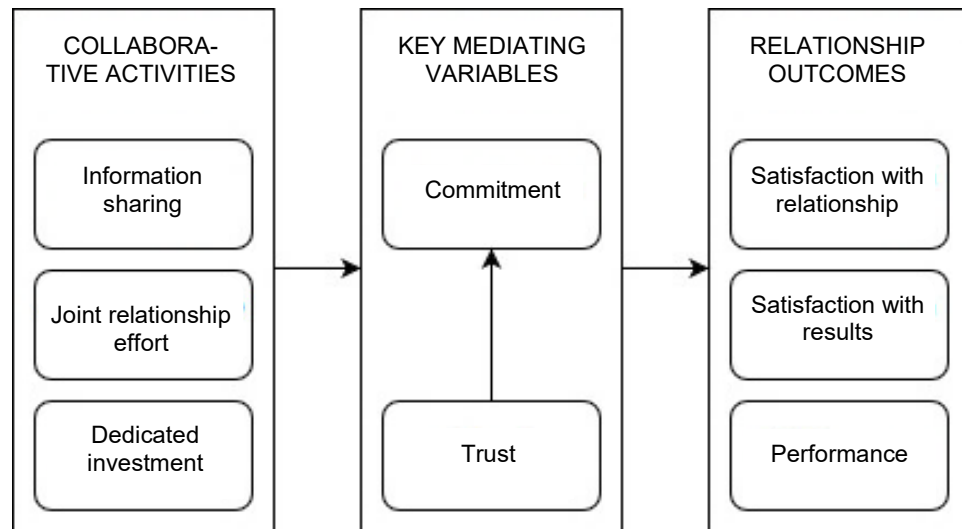 COLLABORA-
TIVE ACTIVITIES
Information
sharing
Joint relationship
effort
Dedicated
investment
KEY MEDIATING
VARIABLES
Commitment
Trust
RELATIONSHIP
OUTCOMES
Satisfaction with
relationship
Satisfaction with
results
Performance